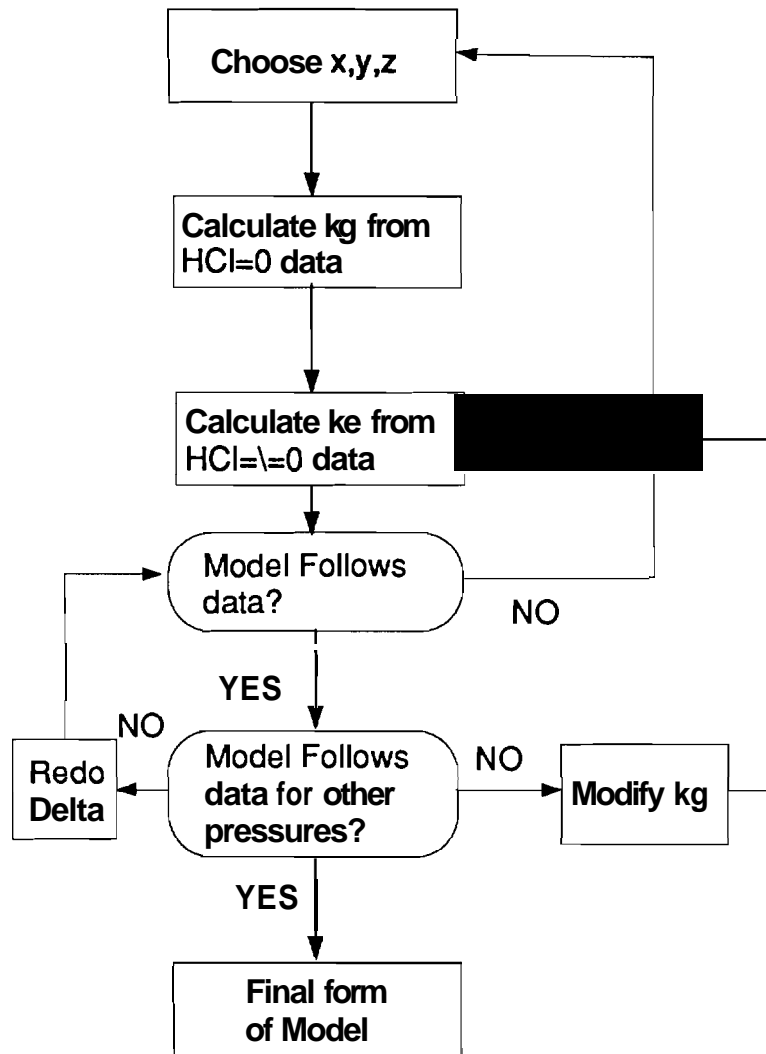 Choose x,y,z
Calculate kg from
HCl=0 data
Calculate ke from
HCl=\=0 data
Model Follows
data?
NO
YES
NO
Redo
Delta
Model Follows
data for other
pressures?
NO
Modify kg
YES
Final form
of Model